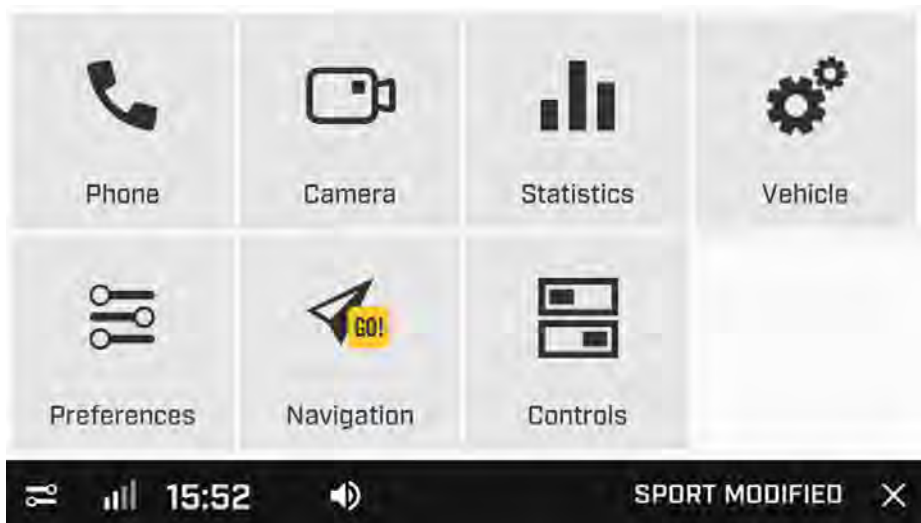 Phone
Camera
Statistics
Vehicle
Preferences
GO!
Navigation
Controls
15:52
SPORT MODIFIED